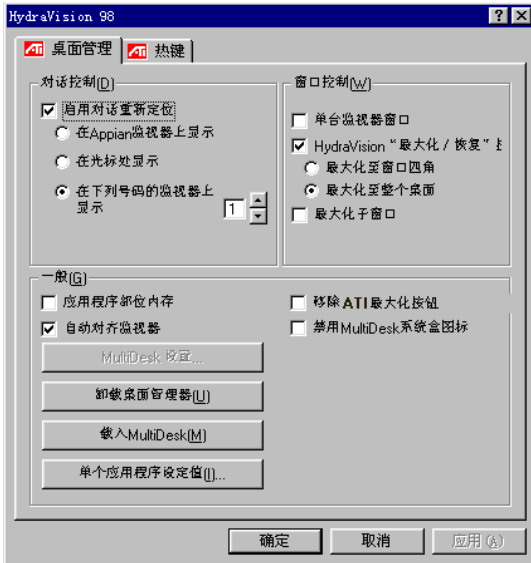 HydraVision 98
ATI 桌面管理
ATI 热键
对话控制(D)
启用对话重新定位
在Appian监视器上显示
在光标处显示
在下列号码的监视器上
显示
1
窗口控制(W)
单台监视器窗口
HydraVision“最大化 / 恢复”
最大化至窗口四角
最大化至整个桌面
最大化子窗口
一般(G)
应用程序部位内存
自动对齐监视器
MultiDesk 设置...
卸载桌面管理器(U)
载入MultiDesk(M)
单个应用程序设定值(I)...
移除ATI最大化按钮
禁用MultiDesk系统盒图标
确定
取消
应用(A)